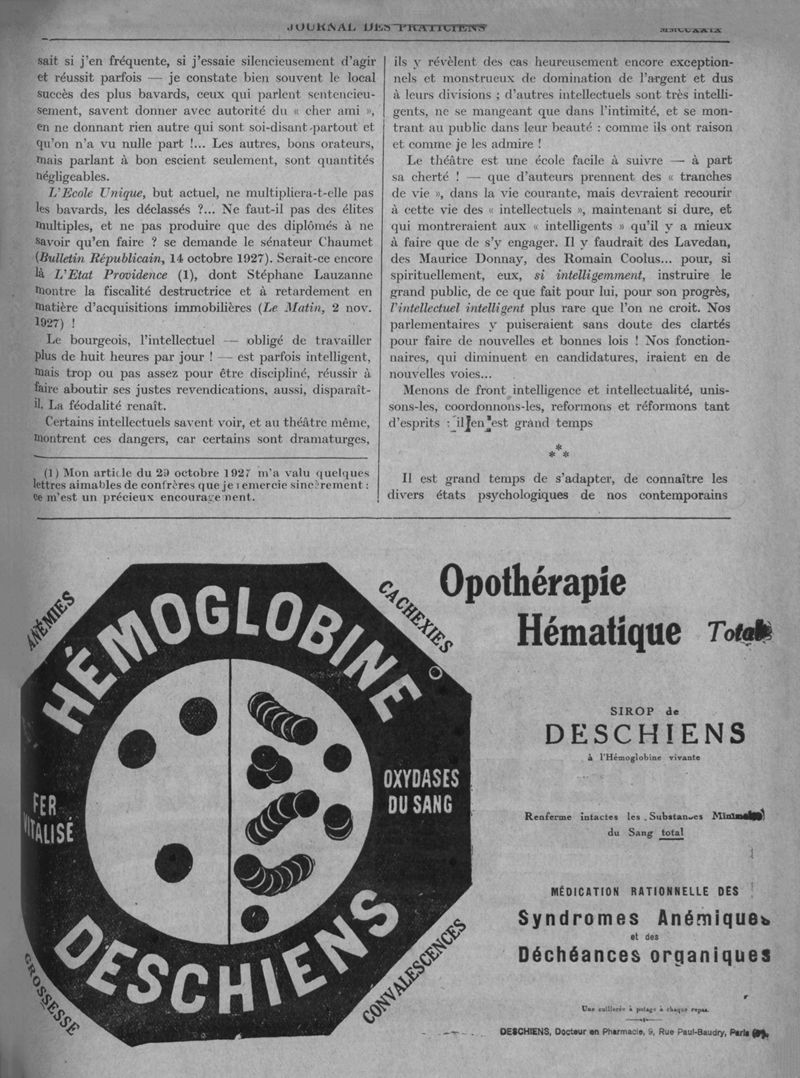 JOURNAL DES PRATICIENS
sait si j'en fréquente, si j'essaie silencieusement d'agir
et réussit parfois — je constate bien souvent le local
succès des plus bavards, ceux qui parlent sentencieu-
sement, savent donner avec autorité du « cher ami »,
en ne donnant rien autre qui sont soi-disant partout et
qu'on n'a vu nulle part !... Les autres, bons orateurs,
mais parlant à bon escient seulement, sont quantités
négligeables.
L'Ecole Unique, but actuel, ne multipliera-t-elle pas
les bavards, les déclassés ?... Ne faut-il pas des élites
multiples, et ne pas produire que des diplômés à ne
savoir qu'en faire ? se demande le sénateur Chaumet
(Bulletin Républicain, 14 octobre 1927). Serait-ce encore
là L'Etat Providence (1), dont Stéphane Lauzanne
montre la fiscalité destructrice et à retardement en
matière d'acquisitions immobilières (Le Matin, 2 nov.
1927) !
Le bourgeois, l'intellectuel — obligé de travailler
plus de huit heures par jour ! — est parfois intelligent,
mais trop ou pas assez pour être discipliné, réussir à
faire aboutir ses justes revendications, aussi, disparaît-
il. La féodalité renaît.
Certains intellectuels savent voir, et au théâtre même,
montrent ces dangers, car certains sont dramaturges,
(1) Mon article du 29 octobre 1927 m'a valu quelques
lettres aimables de confrères que je remercie sincèrement :
ce m'est un précieux encouragement.
ils y révèlent des cas heureusement encore exception-
nels et monstrueux de domination de l'argent et dus
à leurs divisions ; d'autres intellectuels sont très intelli-
gents, ne se mangeant que dans l'intimité, et se mon-
trant au public dans leur beauté : comme ils ont raison
et comme je les admire !
Le théâtre est une école facile à suivre — à part
sa cherté ! — que d'auteurs prennent des « tranches
de vie », dans la vie courante, mais devraient recourir
à cette vie des « intellectuels », maintenant si dure, et
qui montreraient aux « intelligents » qu'il y a mieux
à faire que de s'y engager. Il y faudrait des Lavedan,
des Maurice Donnay, des Romain Coolus... pour, si
spirituellement, eux, si intelligemment, instruire le
grand public, de ce que fait pour lui, pour son progrès,
l'intellectuel intelligent plus rare que l'on ne croit. Nos
parlementaires y puiseraient sans doute des clartés
pour faire de nouvelles et bonnes lois ! Nos fonction-
naires, qui diminuent en candidatures, iraient en de
nouvelles voies...
Menons de front intelligence et intellectualité, unis-
sons-les, coordonnons-les, reformons et réformons tant
d'esprits : il en est grand temps
*
* *
Il est grand temps de s'adapter, de connaître les
divers états psychologiques de nos contemporains
ANÉMIES
CACHEXIES
HÉMOGLOBINE
FER
VITALISÉ
OXYDASES
DU SANG
DESCHIENS
GROSSESSE
CONVALESCENCES
Opothérapie
Hématique Totale
SIROP de
DESCHIENS
à l'Hémoglobine vivante
Renferme intactes les Substances
du Sang total
MÉDICATION RATIONNELLE DES
Syndromes Anémiques
et des
Déchéances organiques
Une cuillerée à potage à chaque repas.
DESCHIENS, Docteur en Pharmacie, 9, Rue Paul-Baudry, Paris